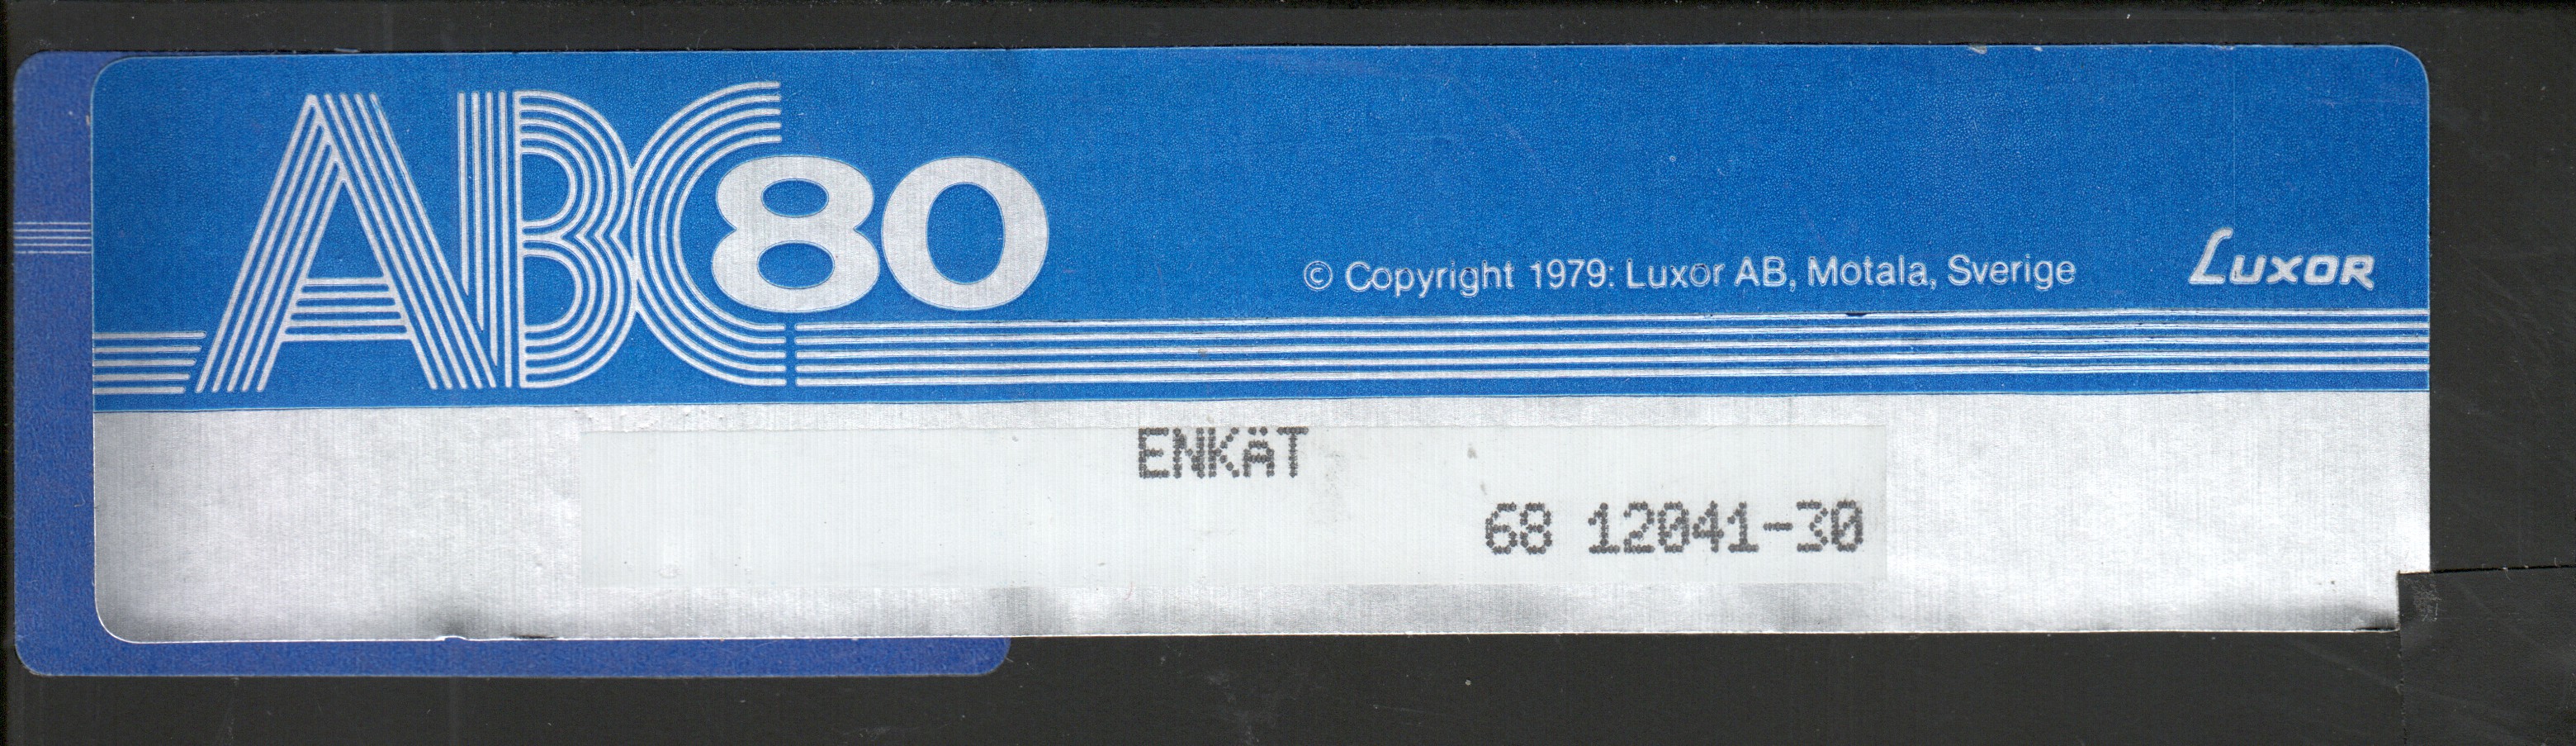 ABC80
© Copyright 1979: Luxor AB, Motala, Sverige
LUXOR
ENKäT
68 12041-30